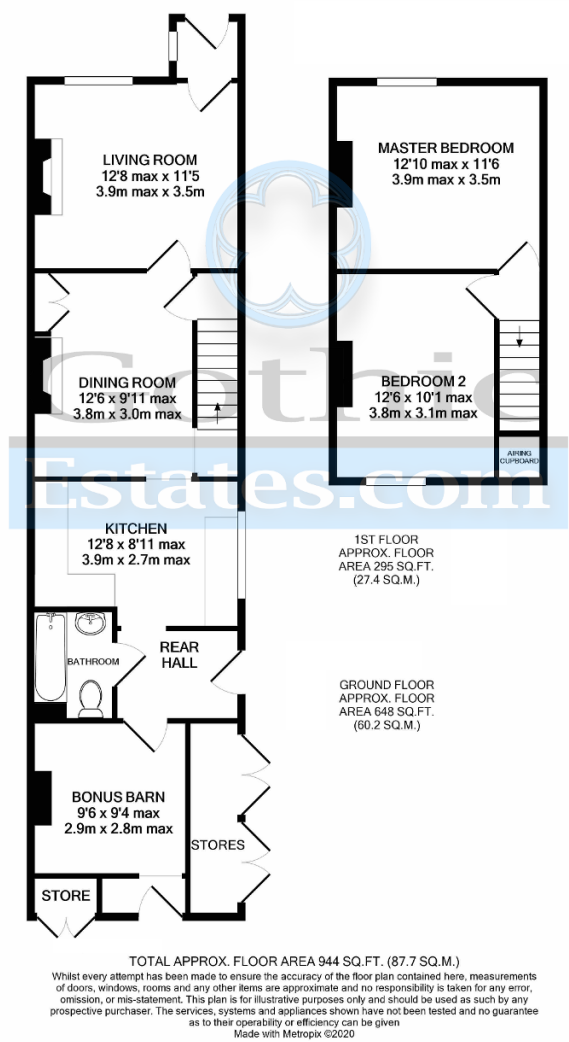 LIVING ROOM
12'8 max x 11'5
3.9m max x 3.5m
MASTER BEDROOM
12'10 max x 11'6
3.9m max x 3.5m
Gothic
Estates.com
DINING ROOM
12'6 x 9'11 max
3.8m x 3.0m max
BEDROOM 2
12'6 x 10'1 max
3.8m x 3.1m max
AIRING
CUPBOARD
KITCHEN
12'8 x 8'11 max
3.9m x 2.7m max
1ST FLOOR
APPROX. FLOOR
AREA 295 SQ.FT.
(27.4 SQ.M.)
BATHROOM
REAR
HALL
GROUND FLOOR
APPROX. FLOOR
AREA 648 SQ.FT.
(60.2 SQ.M.)
BONUS BARN
9'6 x 9'4 max
2.9m x 2.8m max
STORES
STORE
TOTAL APPROX. FLOOR AREA 944 SQ.FT. (87.7 SQ.M.)
Whilst every attempt has been made to ensure the accuracy of the floor plan contained here, measurements
of doors, windows, rooms and any other items are approximate and no responsibility is taken for any error,
omission, or mis-statement. This plan is for illustrative purposes only and should be used as such by any
prospective purchaser. The services, systems and appliances shown have not been tested and no guarantee
as to their operability or efficiency can be given
Made with Metropix ©2020